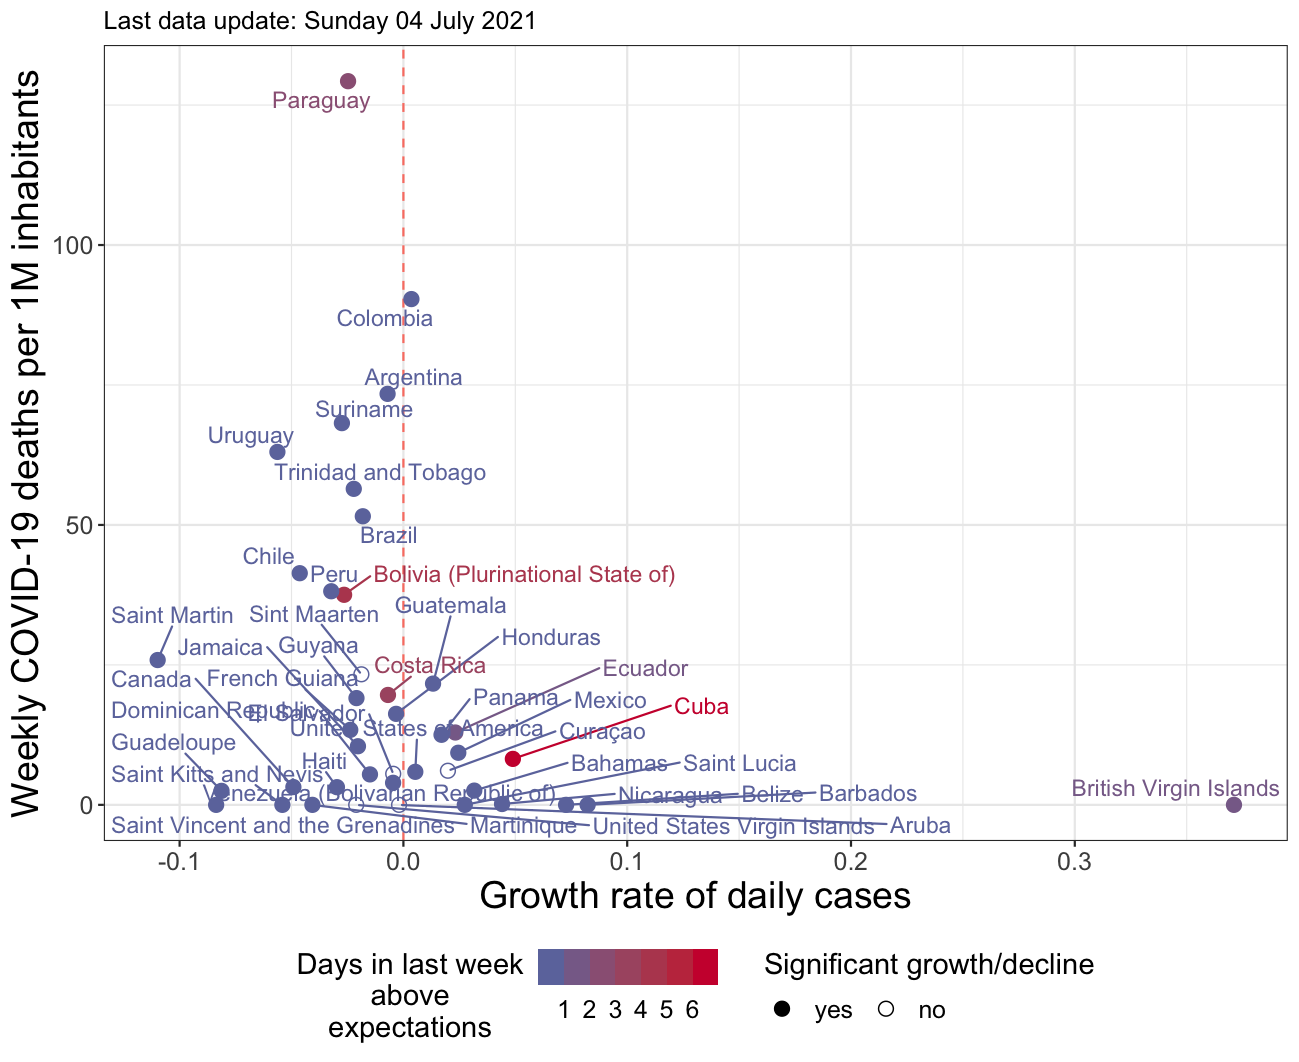 Last data update: Sunday 04 July 2021
Weekly COVID-19 deaths per 1M inhabitants
Paraguay
100
Colombia
Argentina
Suriname
Uruguay
Trinidad and Tobago
50
Brazil
Chile
Peru
Bolivia (Plurinational State of)
Guatemala
Saint Martin
Sint Maarten
Honduras
Jamaica
Guyana
Costa Rica
Ecuador
Canada
French Guiana
Panama
Mexico
Cuba
Dominican Republic
El Salvador
United States of America
Curaçao
Guadeloupe
Haiti
Bahamas
Saint Lucia
Saint Kitts and Nevis
British Virgin Islands
Venezuela (Bolivarian Republic of)
Nicaragua
Belize
Barbados
0
Saint Vincent and the Grenadines
Martinique
United States Virgin Islands
Aruba
-0.1 0.0 0.1 0.2 0.3
Growth rate of daily cases
Days in last week
above
expectations
1 2 3 4 5 6
Significant growth/decline
yes no